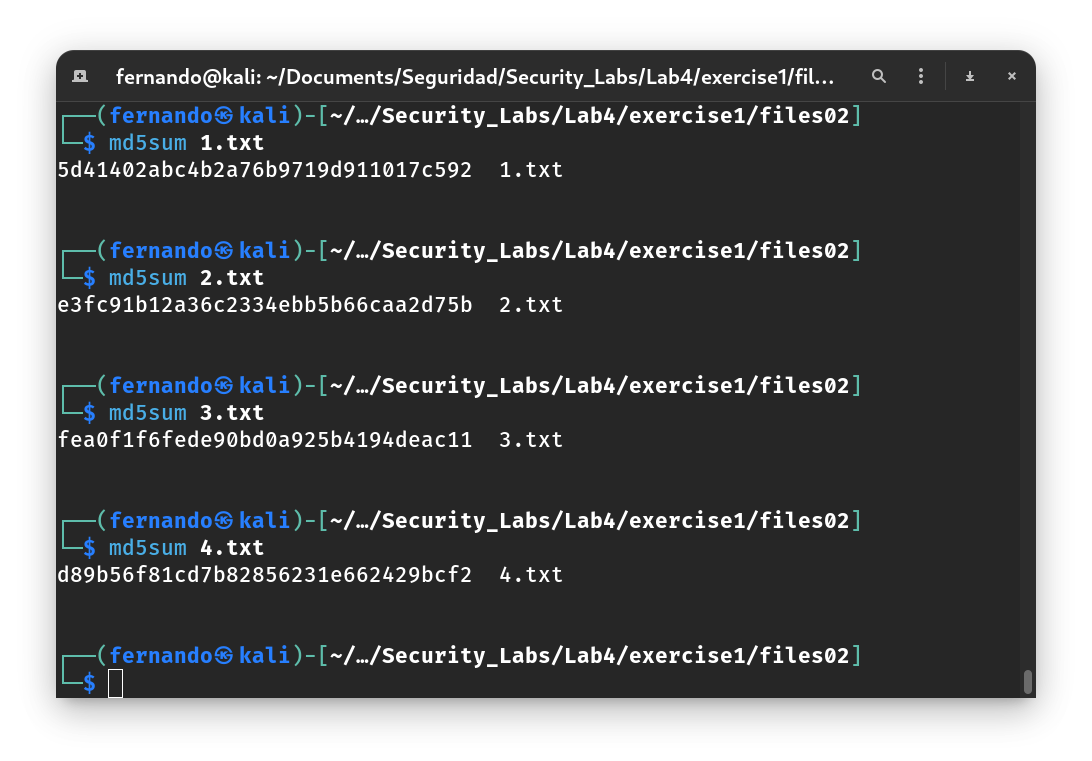 fernando@kali: ~/Documents/Seguridad/Security_Labs/Lab4/exercise1/fil...
┌──(fernando㉿kali)-[~/…/Security_Labs/Lab4/exercise1/files02]
└─$ md5sum 1.txt
5d41402abc4b2a76b9719d911017c592  1.txt
┌──(fernando㉿kali)-[~/…/Security_Labs/Lab4/exercise1/files02]
└─$ md5sum 2.txt
e3fc91b12a36c2334ebb5b66caa2d75b  2.txt
┌──(fernando㉿kali)-[~/…/Security_Labs/Lab4/exercise1/files02]
└─$ md5sum 3.txt
fea0f1f6fede90bd0a925b4194deac11  3.txt
┌──(fernando㉿kali)-[~/…/Security_Labs/Lab4/exercise1/files02]
└─$ md5sum 4.txt
d89b56f81cd7b82856231e662429bcf2  4.txt
┌──(fernando㉿kali)-[~/…/Security_Labs/Lab4/exercise1/files02]
└─$